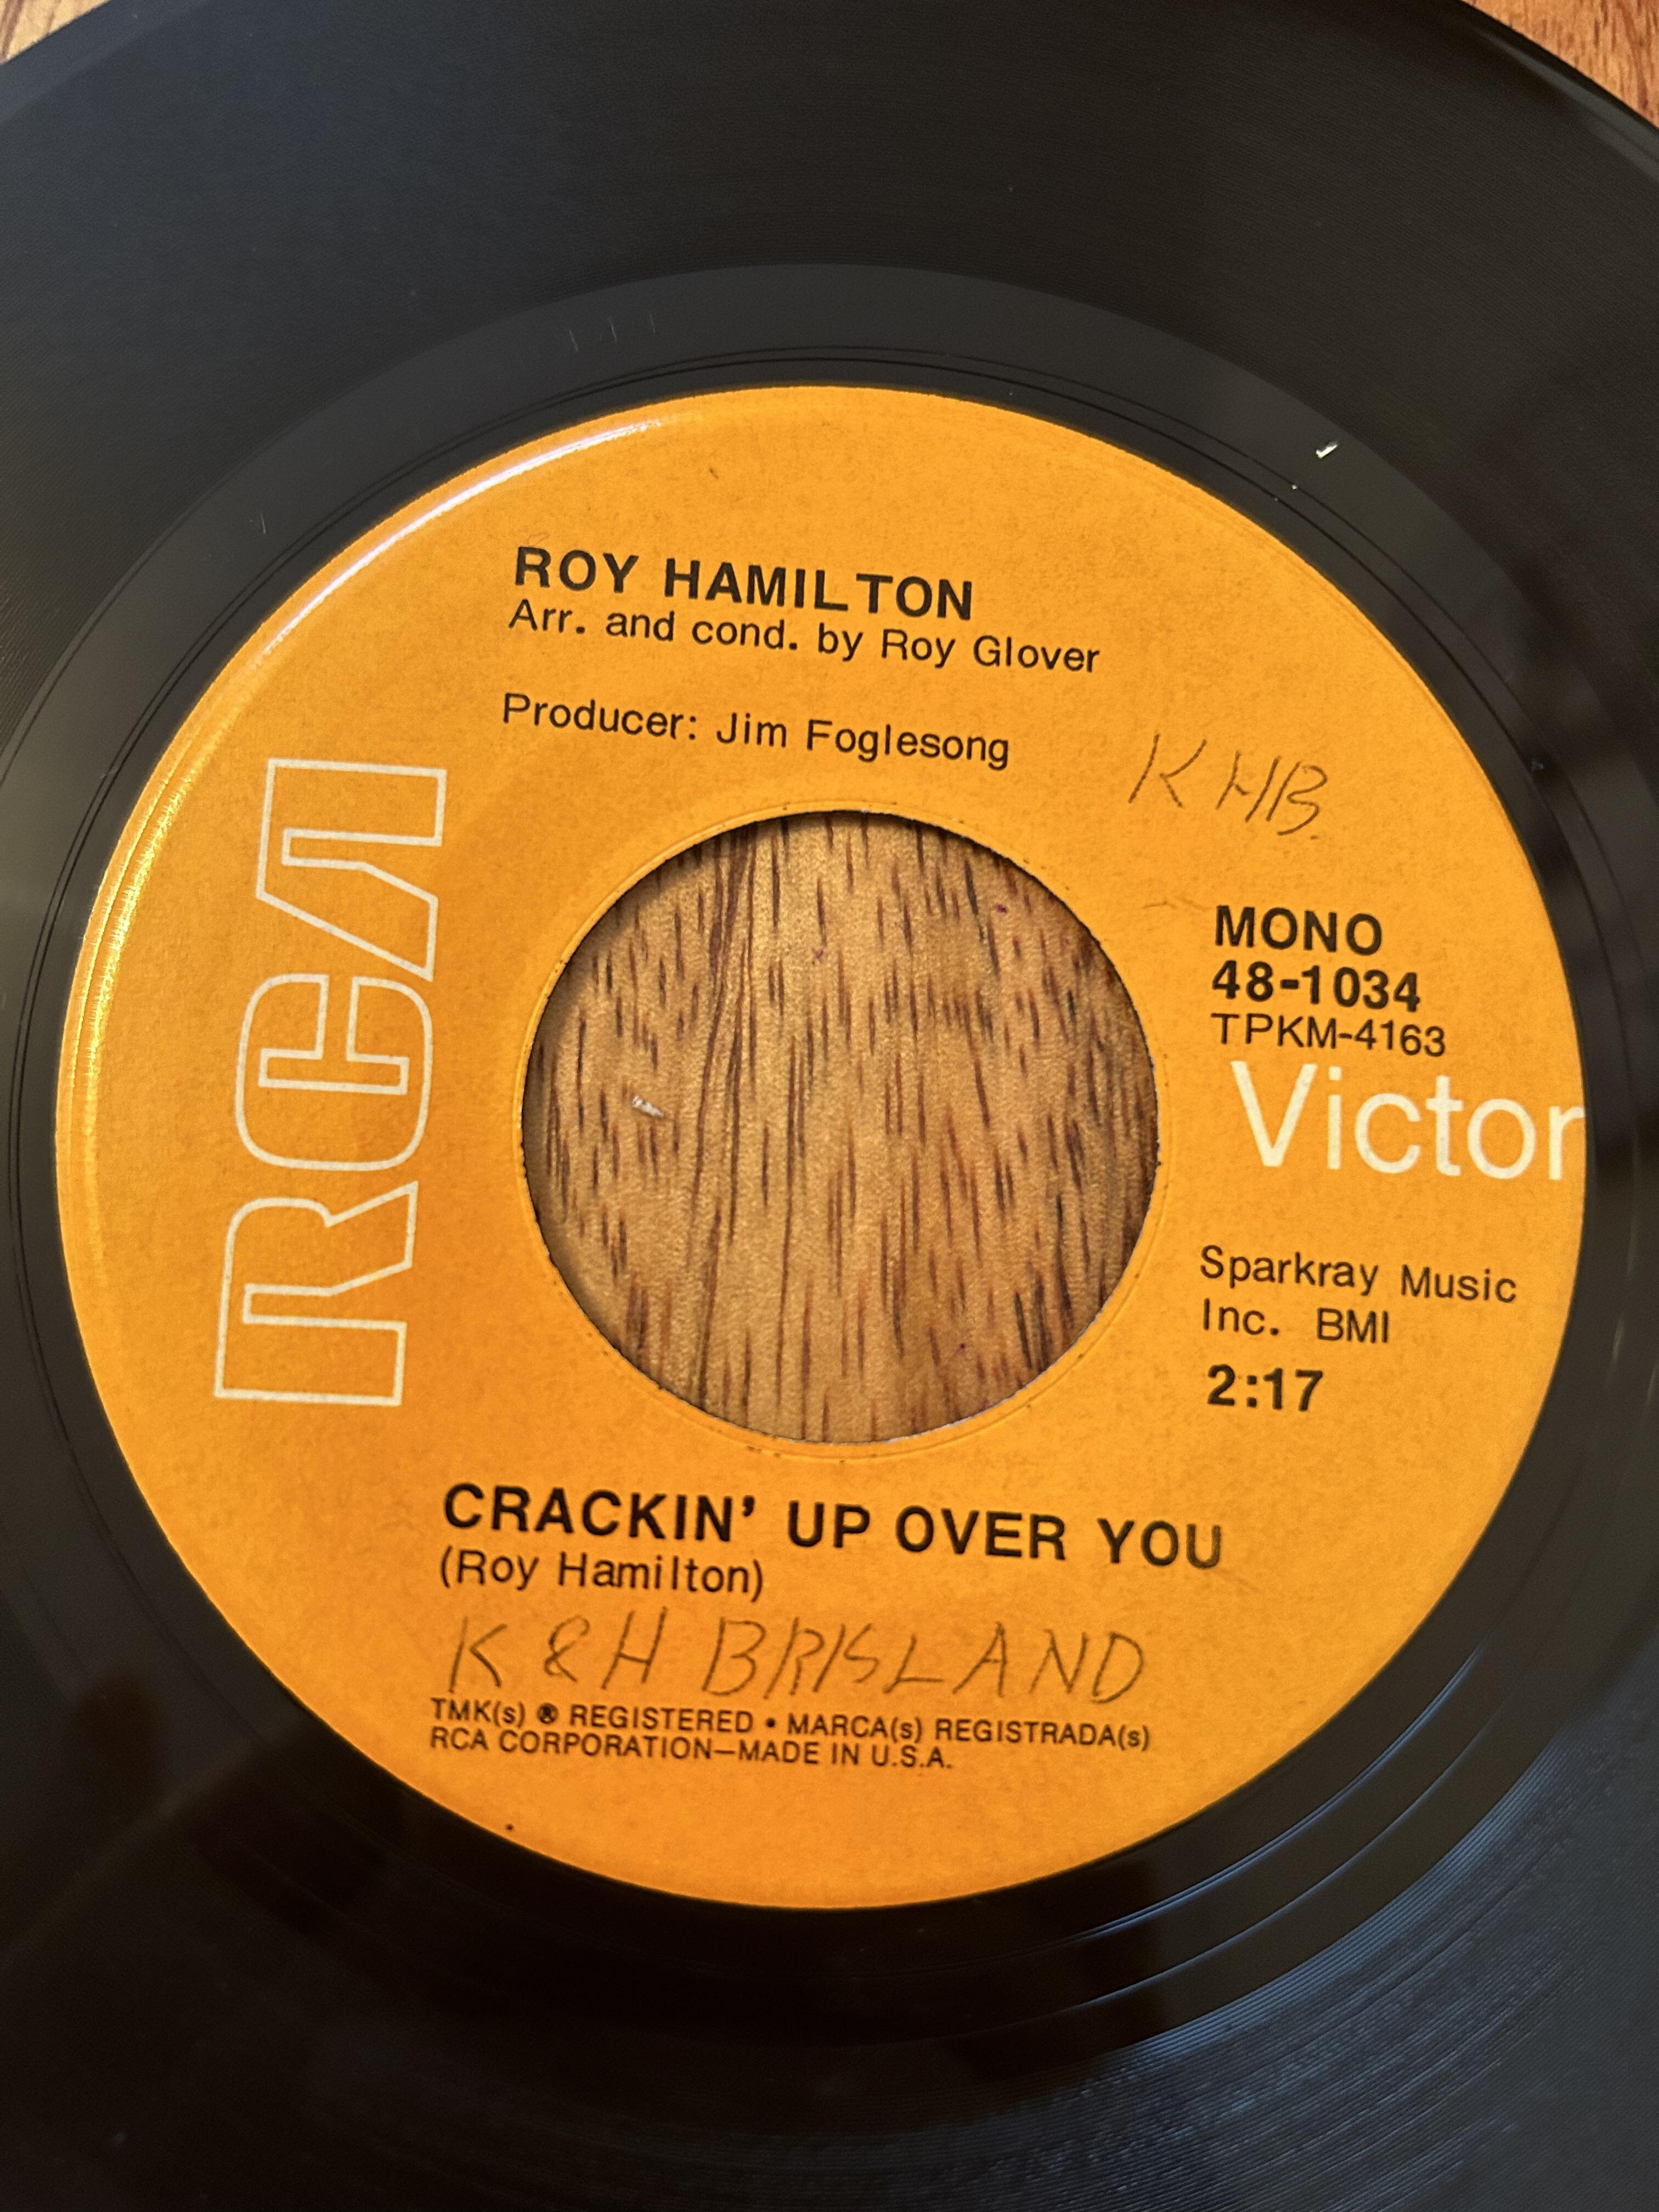 ROY HAMILTON
Arr. and cond. by Roy Glover
Producer: Jim Foglesong
KHB.
RCA
MONO
48-1034
TPKM-4163
Victor
Sparkray Music
Inc. BMI
2:17
CRACKIN' UP OVER YOU
(Roy Hamilton)
K & H BRISLAND
TMK(s) ® REGISTERED • MARCA(s) REGISTRADA(s)
RCA CORPORATION—MADE IN U.S.A.